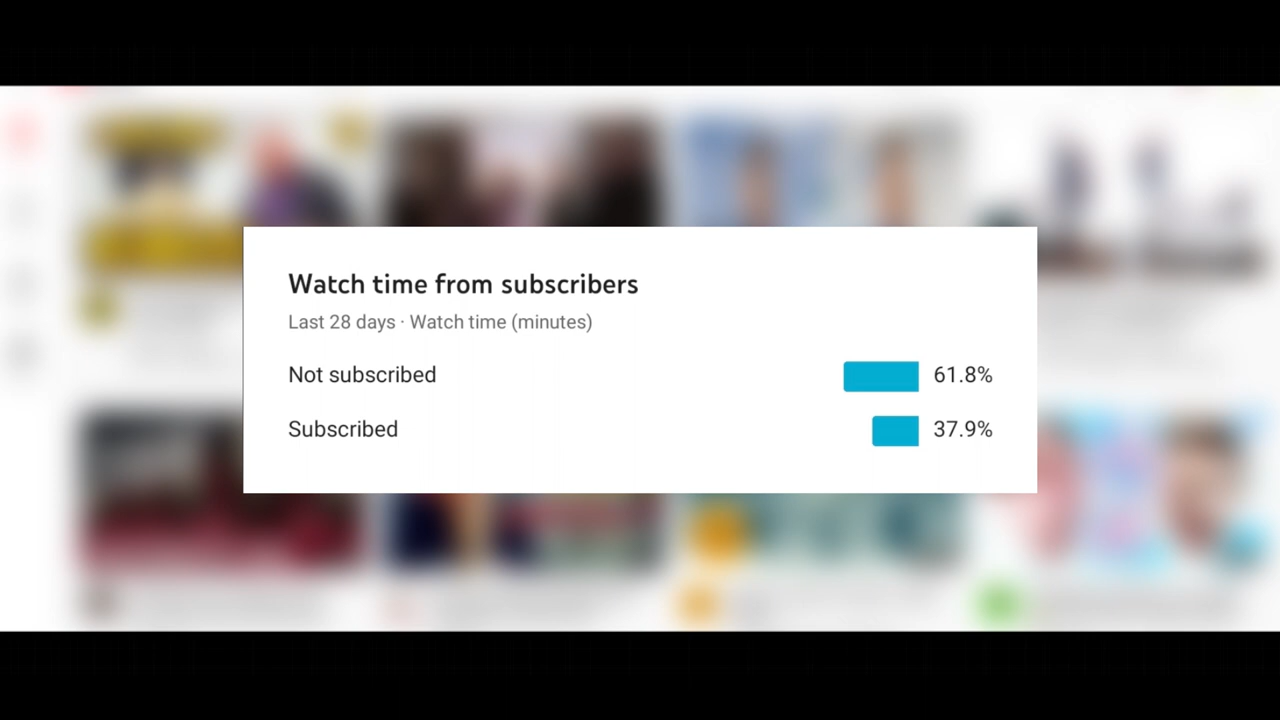 Watch time from subscribers
Last 28 days · Watch time (minutes)
Not subscribed 61.8%
Subscribed 37.9%